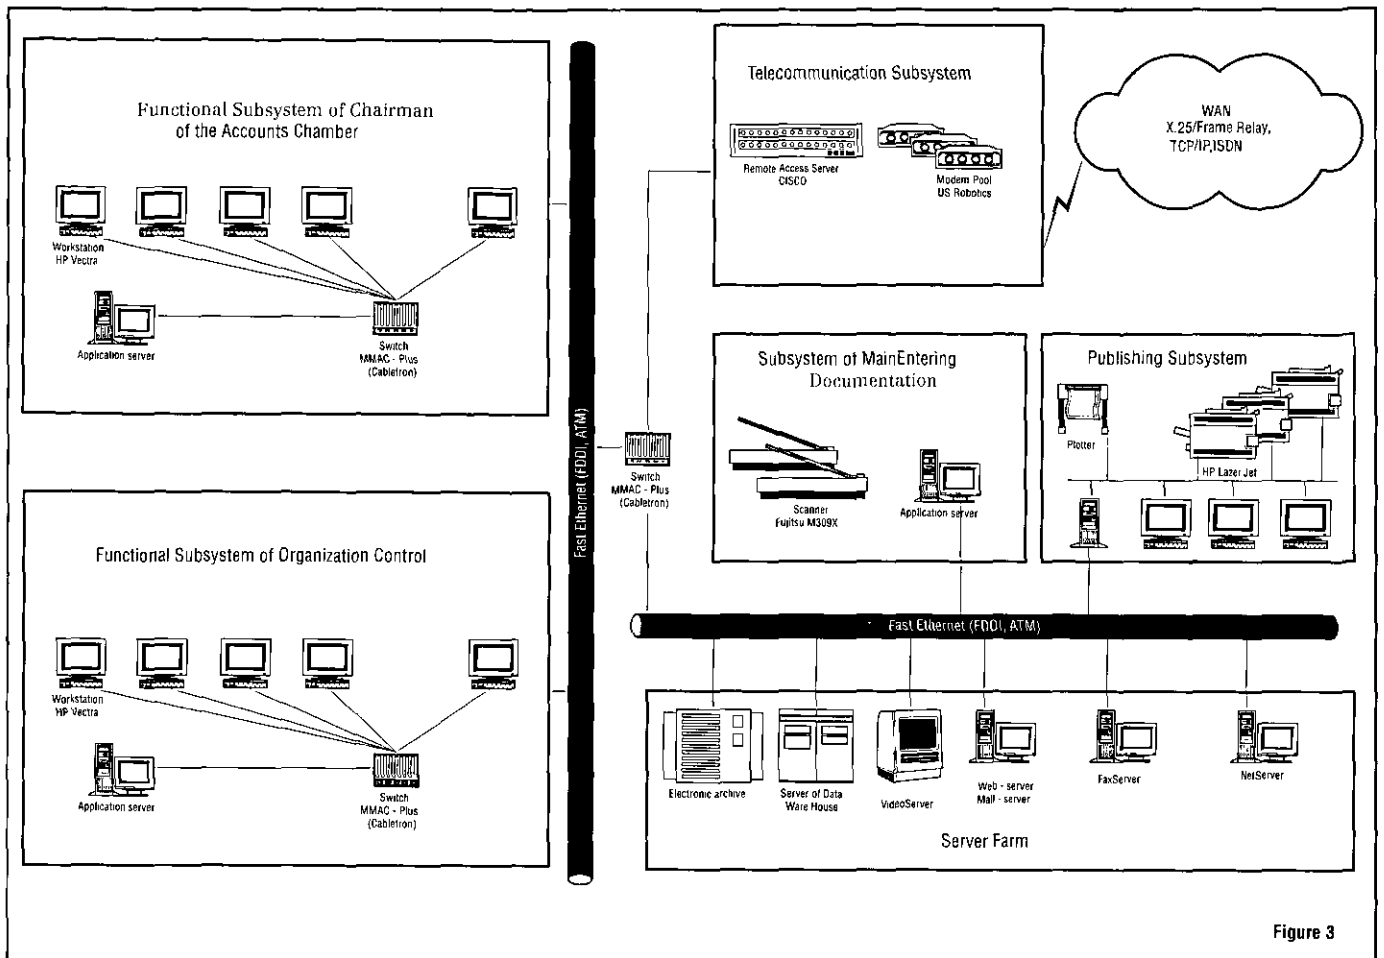 Functional Subsystem of Chairman
of the Accounts Chamber
Workstation
HP Vectra
Application server
Switch
MMAC - Plus
(Cabletron)
Functional Subsystem of Organization Control
Workstation
HP Vectra
Application server
Switch
MMAC - Plus
(Cabletron)
Fast Ethernet (FDDI, ATM)
Switch
MMAC - Plus
(Cabletron)
Telecommunication Subsystem
Remote Access Server
CISCO
Modem Pool
US Robotics
WAN
X.25/Frame Relay,
TCP/IP,ISDN
Subsystem of MainEntering
Documentation
Scanner
Fujitsu M309X
Application server
Publishing Subsystem
Plotter
HP Lazer Jet
Fast Ethernet (FDDI, ATM)
Electronic archive
Server of Data
Ware House
VideoServer
Web - server
Mail - server
FaxServer
NetServer
Server Farm
Figure 3